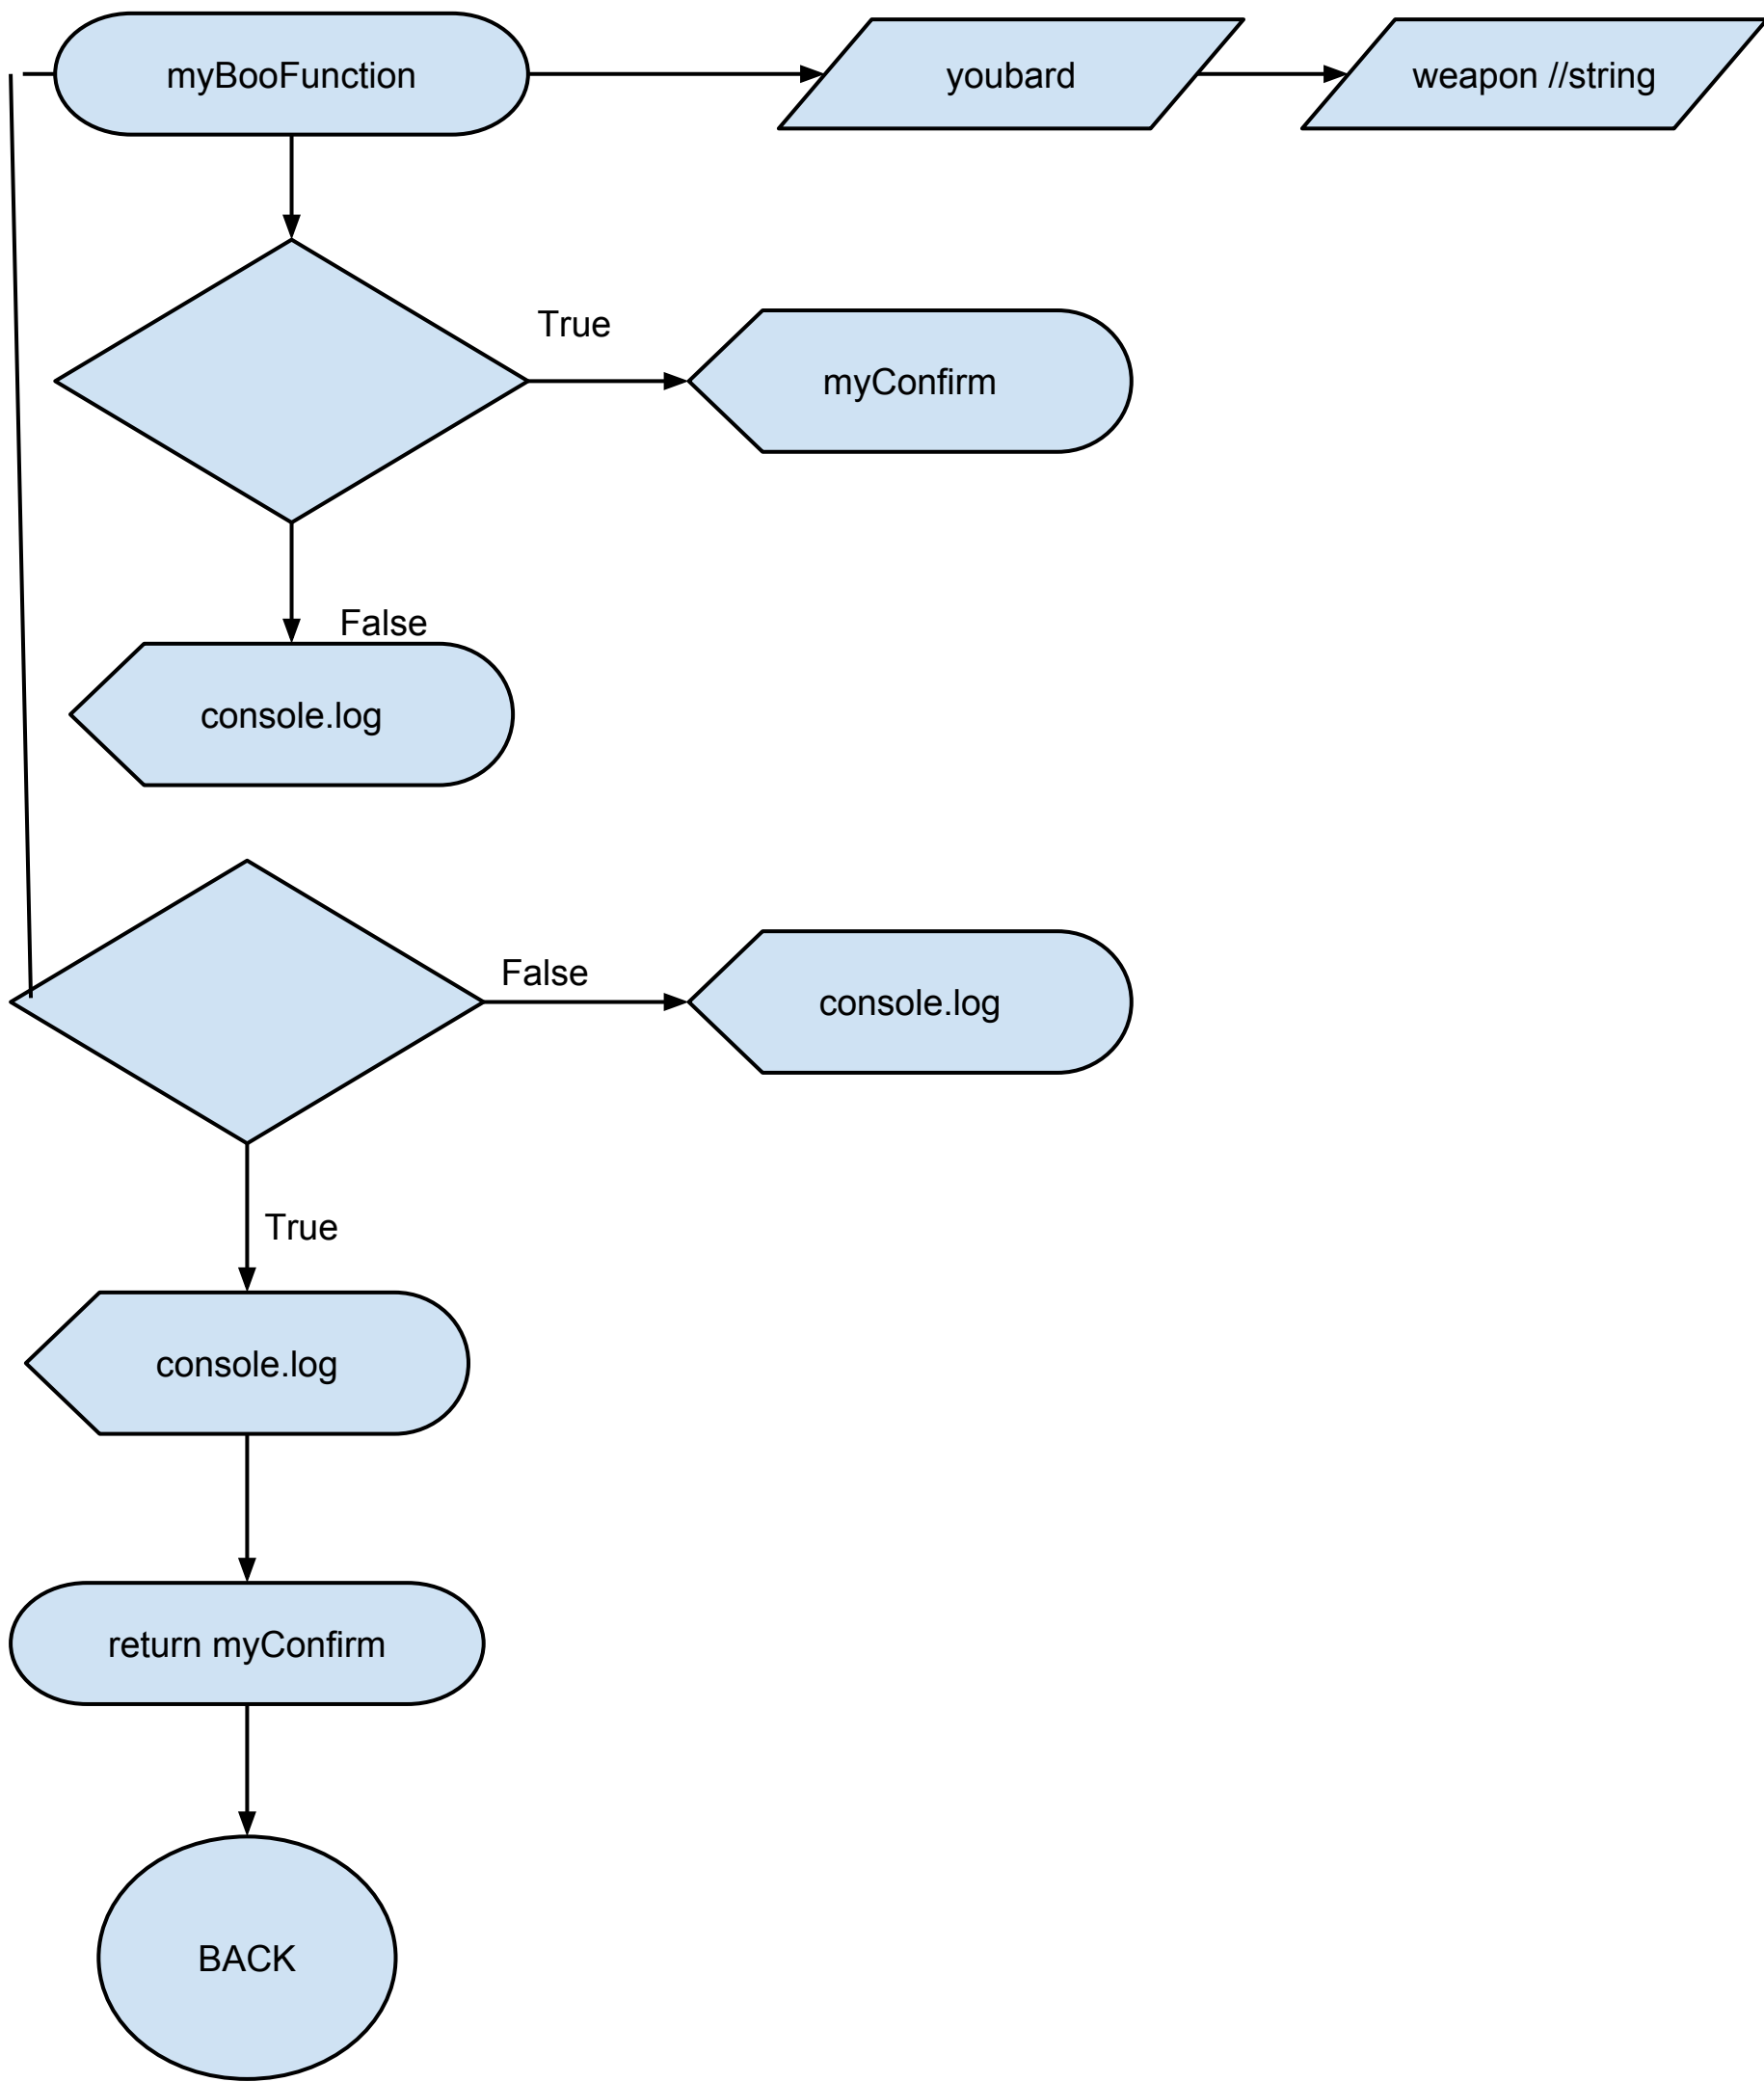 myBooFunction
youbard
weapon //string
True
myConfirm
False
console.log
False
console.log
True
console.log
return myConfirm
BACK